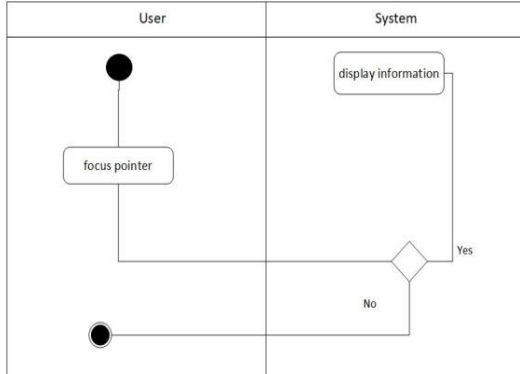 User
System
display information
focus pointer
Yes
No